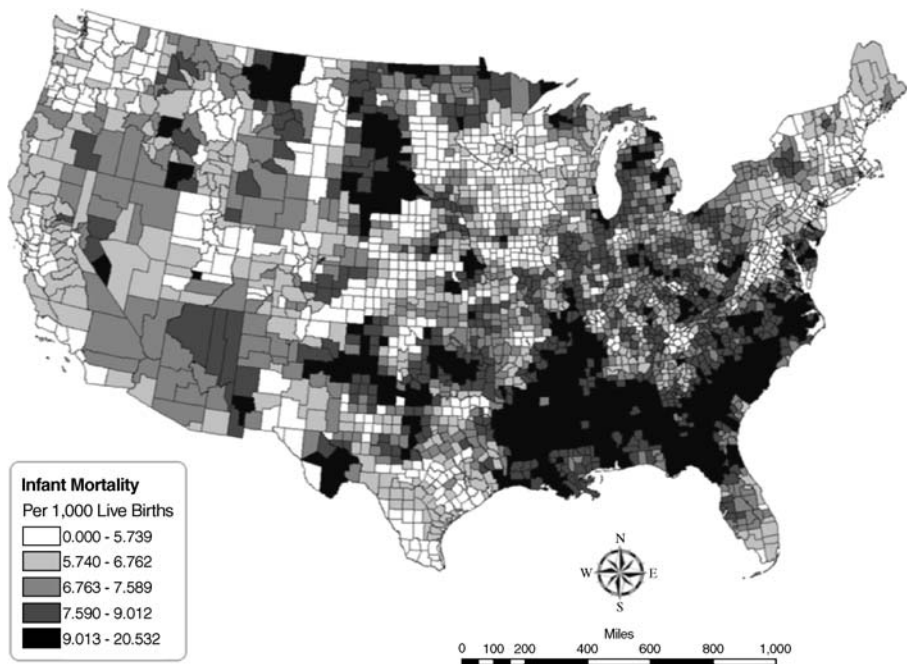 Infant Mortality
Per 1,000 Live Births
0.000 - 5.739
5.740 - 6.762
6.763 - 7.589
7.590 - 9.012
9.013 - 20.532
N
W E
S
Miles
0 100 200 400 600 800 1,000